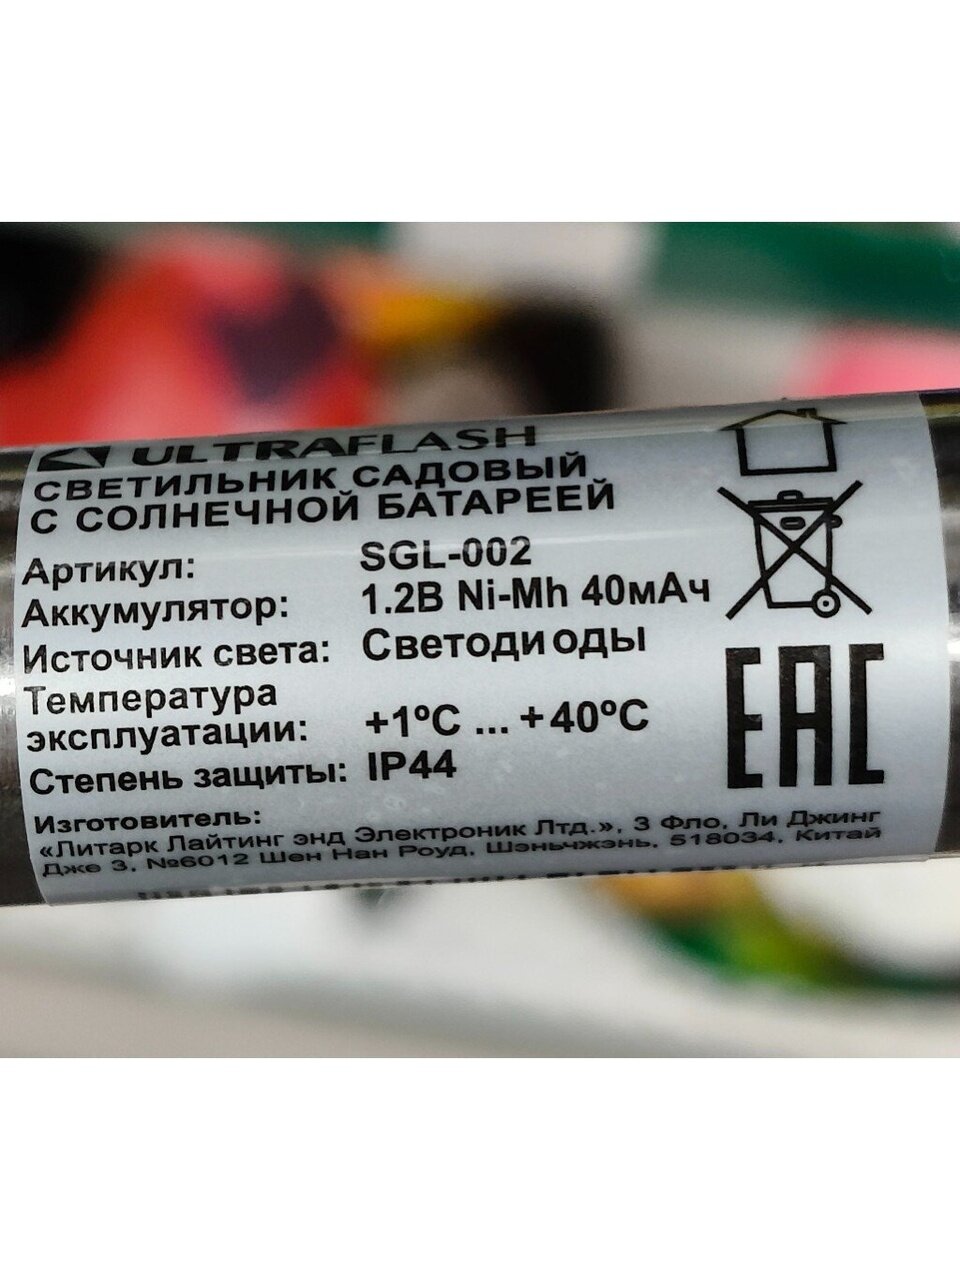 ULTRAFLASH
СВЕТИЛЬНИК САДОВЫЙ
С СОЛНЕЧНОЙ БАТАРЕЕЙ
Артикул: SGL-002
Аккумулятор: 1.2В Ni-Mh 40мАч
Источник света: Светодиоды
Температура
эксплуатации: +1ºС ... +40ºС
Степень защиты: IP44
Изготовитель:
«Литарк Лайтинг энд Электроник Лтд.», 3 Фло, Ли Джинг
Дже 3, №6012 Шен Нан Роуд, Шэньчжэнь, 518034, Китай
EAC